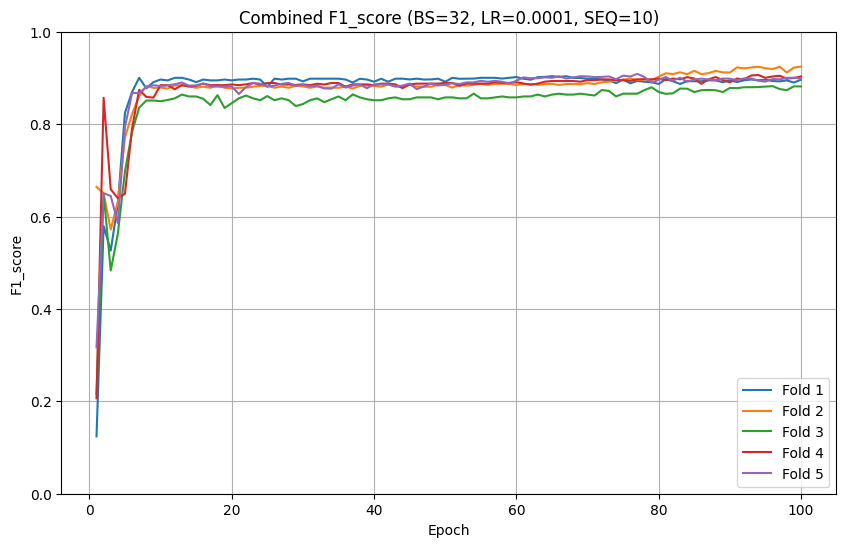 Combined F1_score (BS=32, LR=0.0001, SEQ=10)
1.0
0.8
0.6
0.4
0.2
0.0
F1_score
0 20 40 60 80 100
Epoch
Fold 1
Fold 2
Fold 3
Fold 4
Fold 5